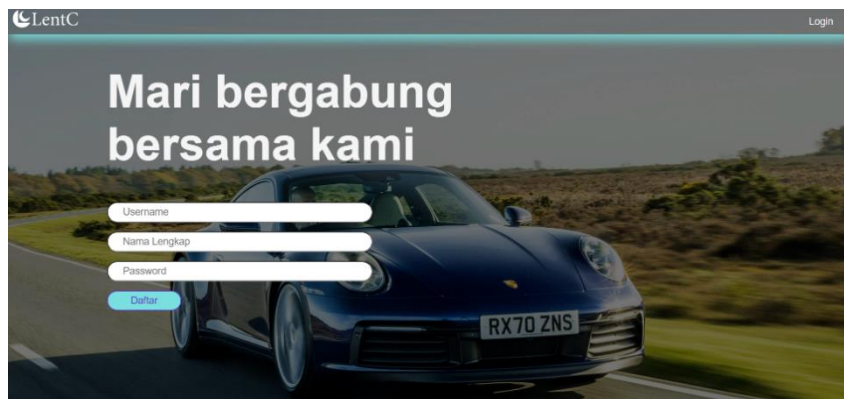 LentC
Login
Mari bergabung
bersama kami
Username
Nama Lengkap
Password
Daftar
RX70 ZNS